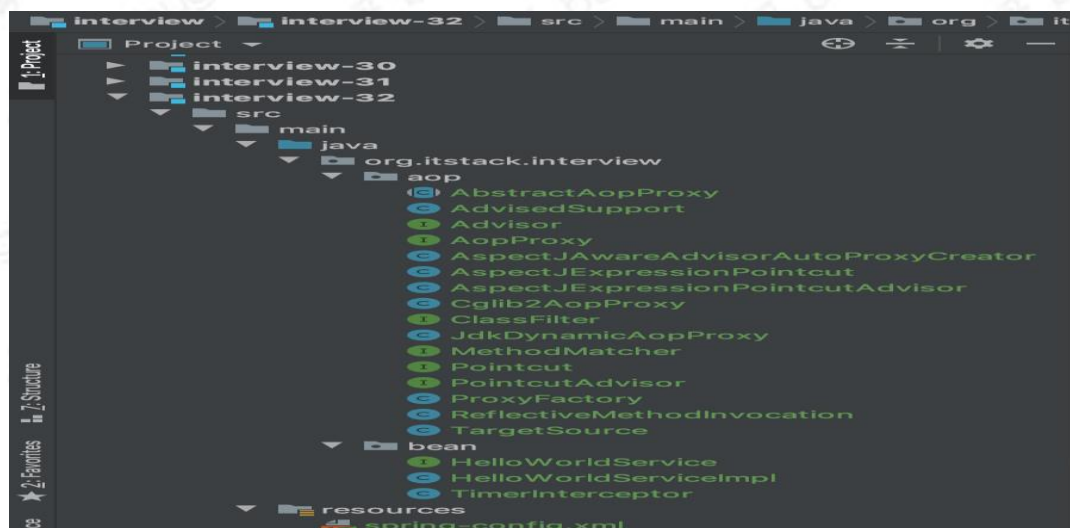 interview interview-32 src main java org it
Project
1: Project
interview-30
interview-31
interview-32
src
main
java
org.itstack.interview
aop
AbstractAopProxy
AdvisedSupport
Advisor
AopProxy
AspectJAwareAdvisorAutoProxyCreator
AspectJExpressionPointcut
AspectJExpressionPointcutAdvisor
Cglib2AopProxy
ClassFilter
JdkDynamicAopProxy
MethodMatcher
Pointcut
PointcutAdvisor
ProxyFactory
ReflectiveMethodInvocation
TargetSource
bean
HelloWorldService
HelloWorldServiceImpl
TimerInterceptor
resources
spring-config.xml
7: Structure
2: Favorites